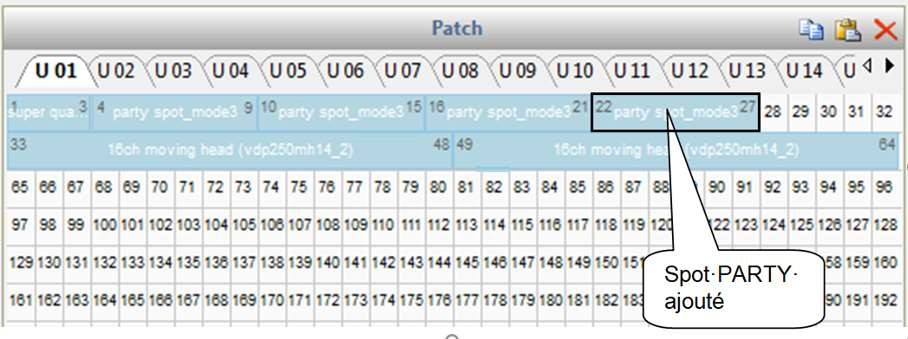 Patch
U 01 U 02 U 03 U 04 U 05 U 06 U 07 U 08 U 09 U 10 U 11 U 12 U 13 U 14 U
1 super qua.. 3 4 party spot_mode3 9 10 party spot_mode3 15 16 party spot_mode3 21 22 party spot_mode3 27 28 29 30 31 32
33 16ch moving head (vdp250mh14_2) 48 49 16ch moving head (vdp250mh14_2) 64
65 66 67 68 69 70 71 72 73 74 75 76 77 78 79 80 81 82 83 84 85 86 87 88 90 91 92 93 94 95 96
97 98 99 100 101 102 103 104 105 106 107 108 109 110 111 112 113 114 115 116 117 118 119 120 122 123 124 125 126 127 128
129 130 131 132 133 134 135 136 137 138 139 140 141 142 143 144 145 146 147 148 149 150 151 158 159 160
161 162 163 164 165 166 167 168 169 170 171 172 173 174 175 176 177 178 179 180 181 182 183 90 191 192
Spot·PARTY·
ajouté